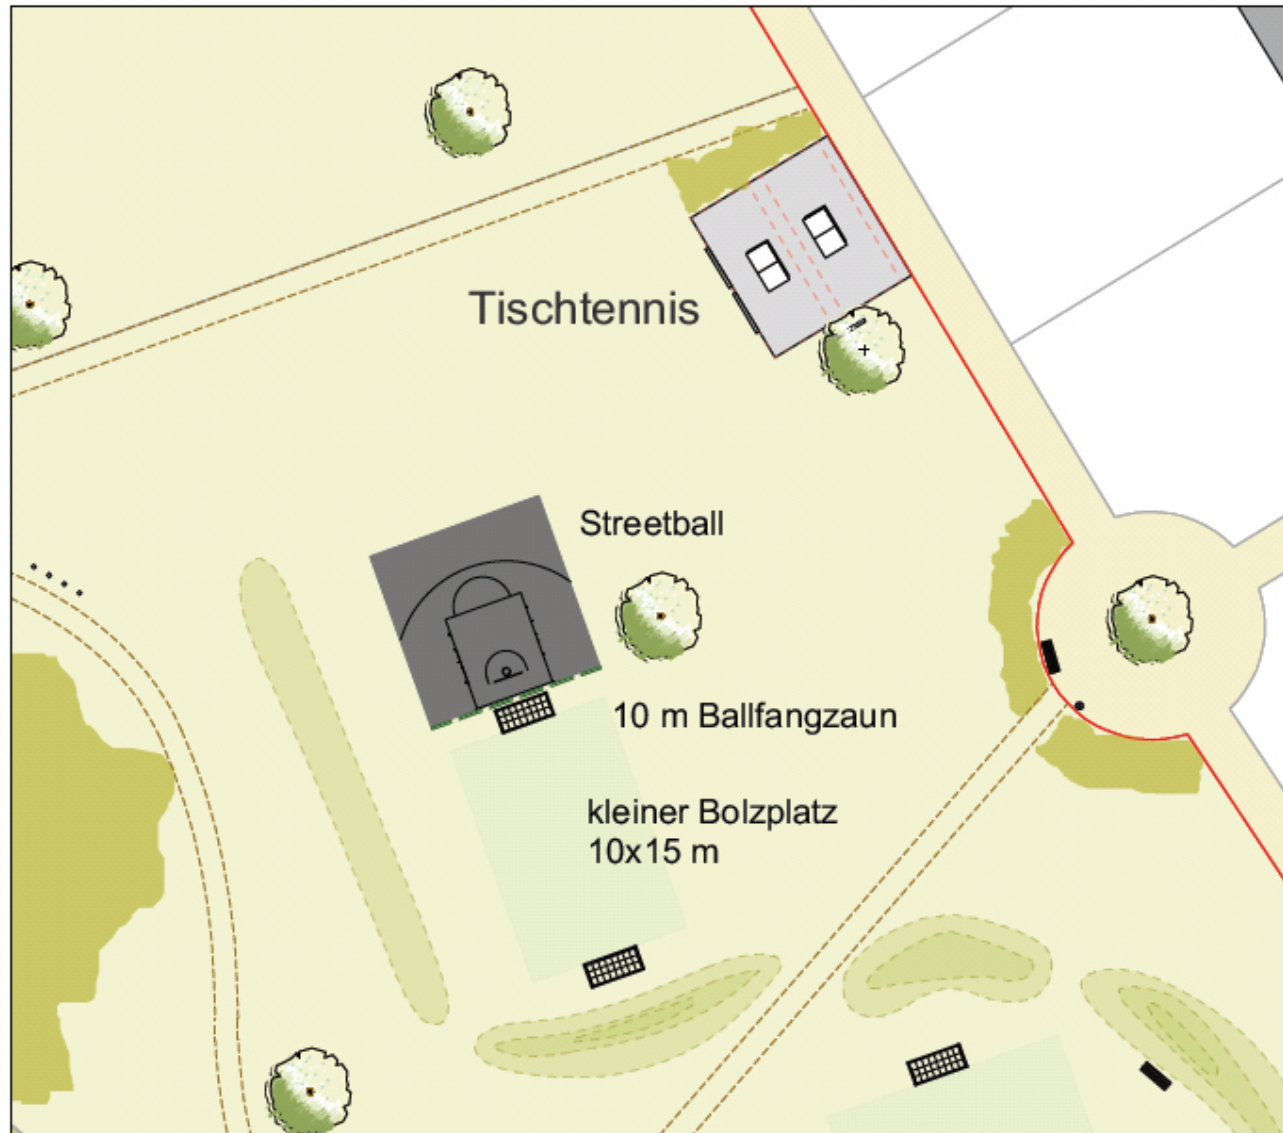 Tischtennis
Streetball
10 m Ballfangzaun
kleiner Bolzplatz
10x15 m